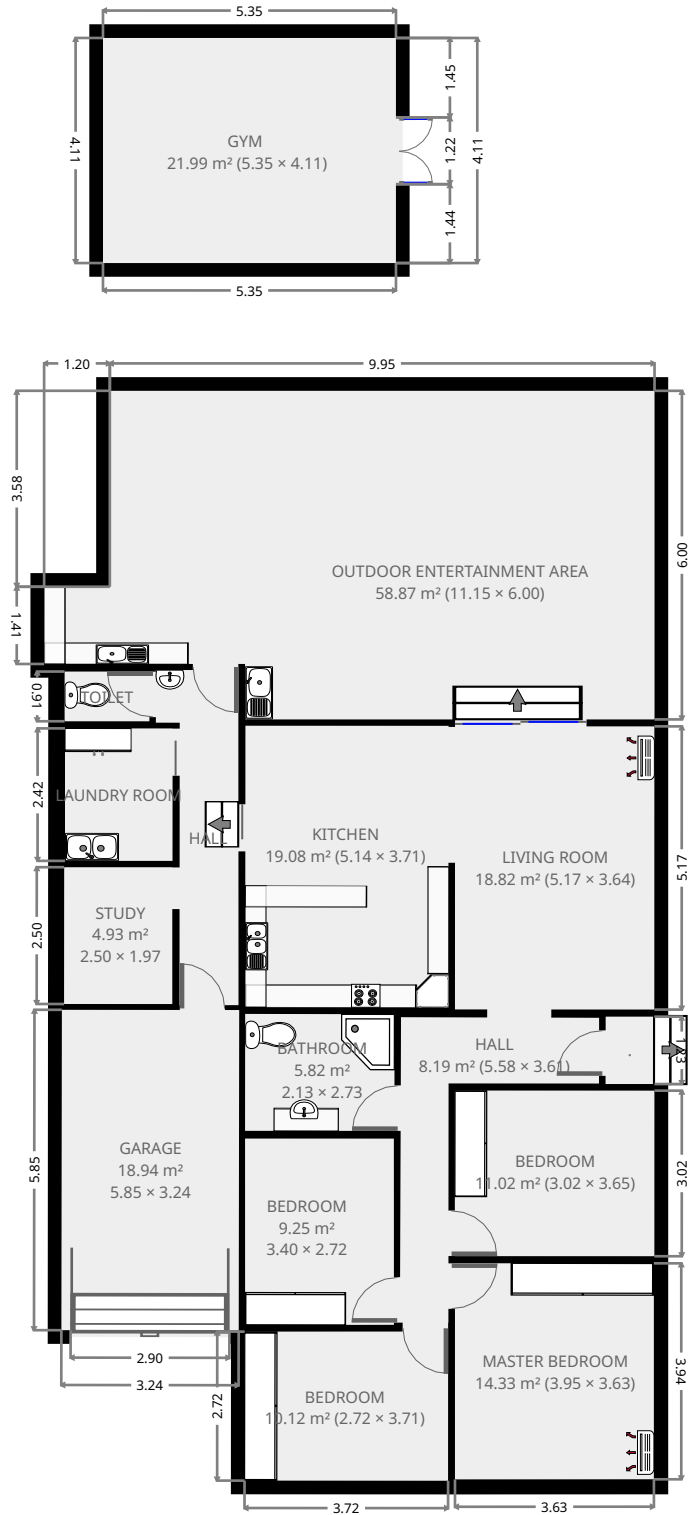 5.35
1.45
4.11
1.22
4.11
GYM
21.99 m² (5.35 × 4.11)
1.44
5.35
1.20
9.95
3.58
6.00
OUTDOOR ENTERTAINMENT AREA
58.87 m² (11.15 × 6.00)
1.41
0.91
TOILET
2.42
LAUNDRY ROOM
HALL
KITCHEN
19.08 m² (5.14 × 3.71)
LIVING ROOM
18.82 m² (5.17 × 3.64)
5.17
2.50
STUDY
4.93 m²
2.50 × 1.97
BATHROOM
5.82 m²
2.13 × 2.73
HALL
8.19 m² (5.58 × 3.61)
5.85
GARAGE
18.94 m²
5.85 × 3.24
BEDROOM
11.02 m² (3.02 × 3.65)
3.02
BEDROOM
9.25 m²
3.40 × 2.72
2.90
3.24
2.72
MASTER BEDROOM
14.33 m² (3.95 × 3.63)
3.94
BEDROOM
10.12 m² (2.72 × 3.71)
3.72
3.63